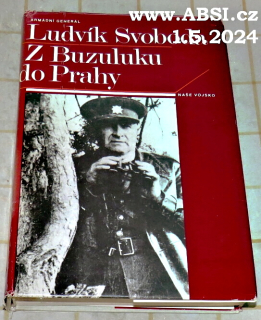 © www.ABSI.cz
ARMÁDNÍ GENERÁL
Ludvík Svoboda
1.5.2024
Z Buzuluku
do Prahy
NAŠE VOJSKO